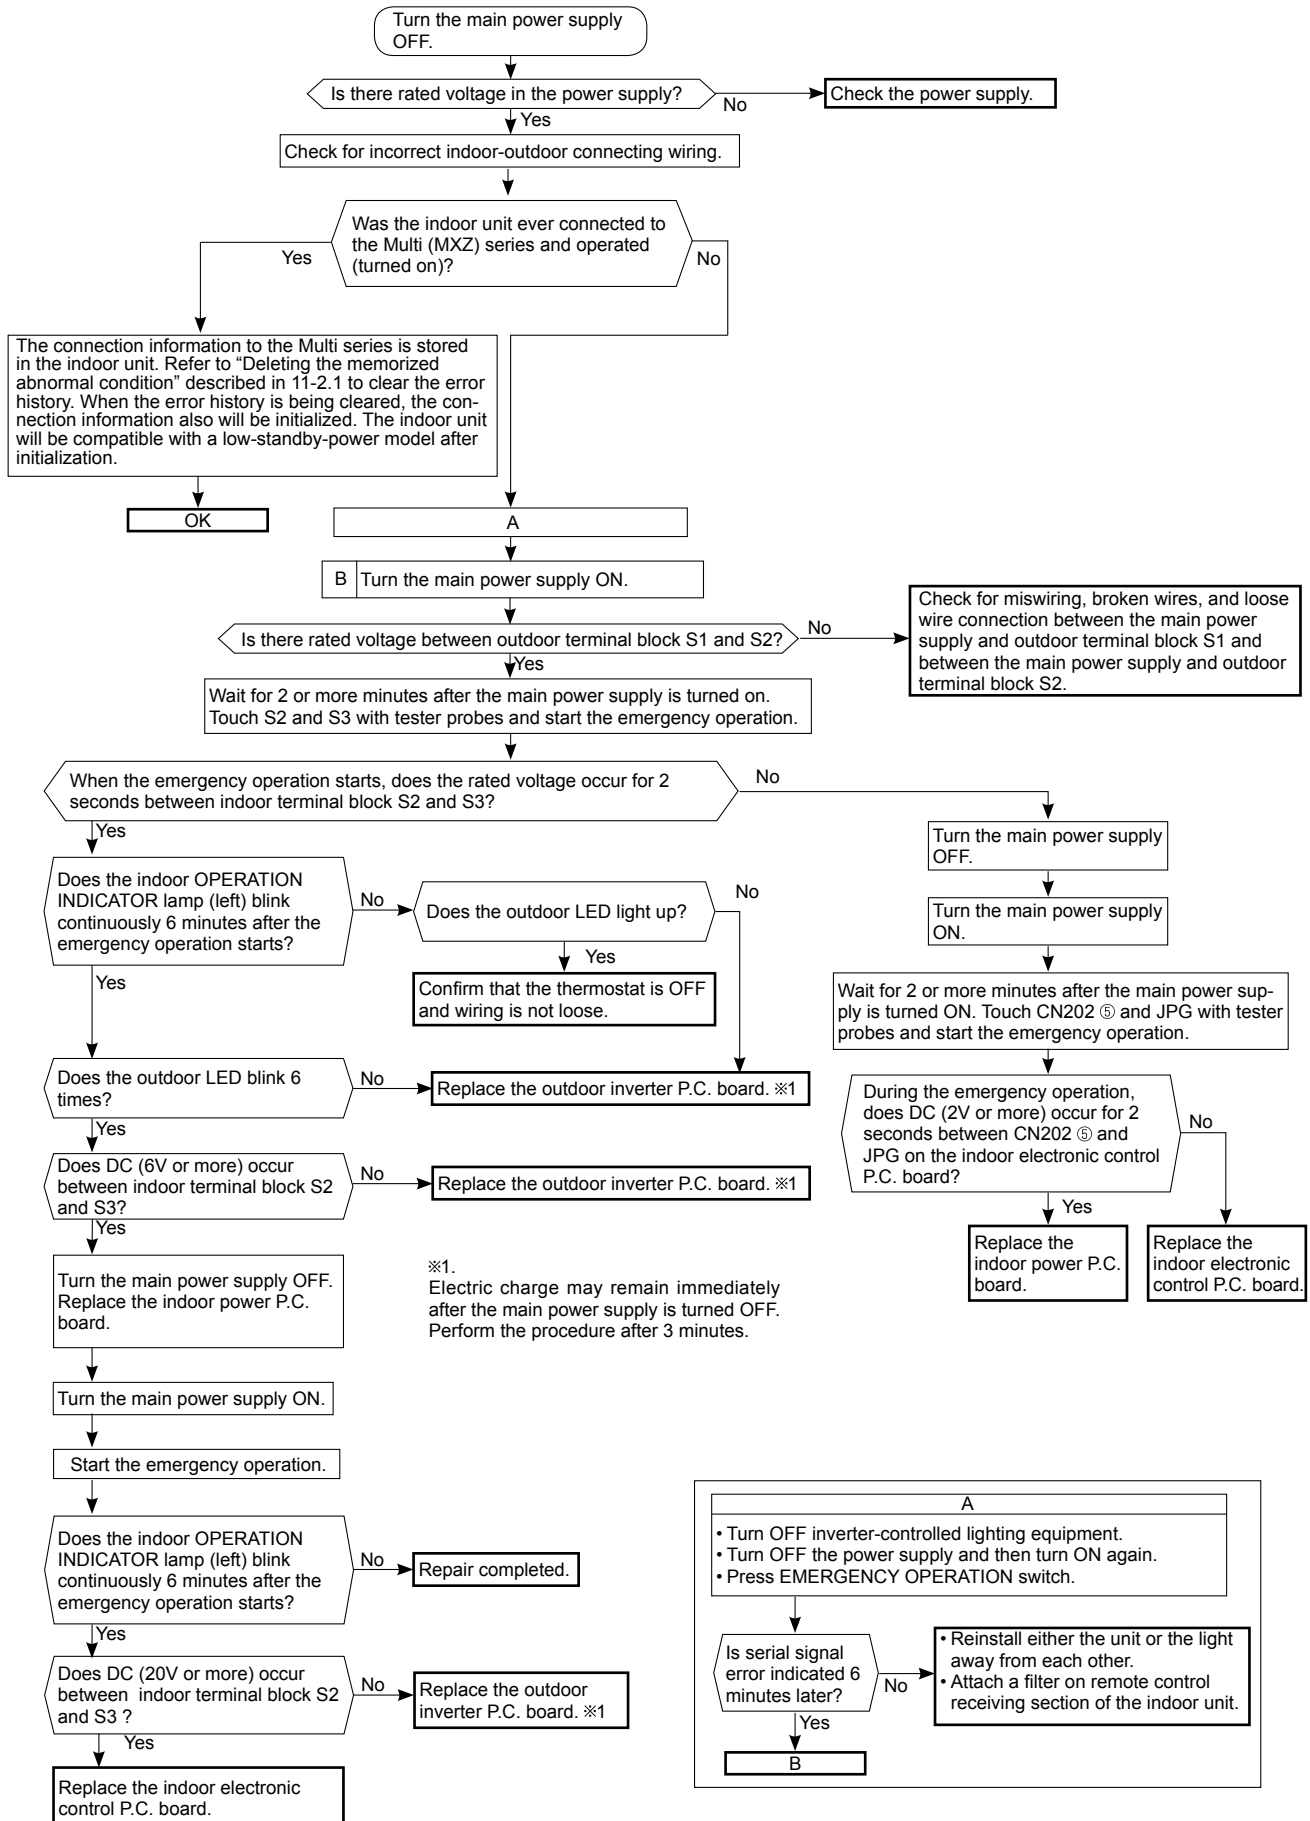 Turn the main power supply
OFF.
Is there rated voltage in the power supply?
No
Check the power supply.
Yes
Check for incorrect indoor-outdoor connecting wiring.
Was the indoor unit ever connected to
the Multi (MXZ) series and operated
(turned on)?
Yes
No
The connection information to the Multi series is stored
in the indoor unit. Refer to “Deleting the memorized
abnormal condition” described in 11-2.1 to clear the error
history. When the error history is being cleared, the con-
nection information also will be initialized. The indoor unit
will be compatible with a low-standby-power model after
initialization.
OK
A
B
Turn the main power supply ON.
Is there rated voltage between outdoor terminal block S1 and S2?
No
Check for miswiring, broken wires, and loose
wire connection between the main power
supply and outdoor terminal block S1 and
between the main power supply and outdoor
terminal block S2.
Yes
Wait for 2 or more minutes after the main power supply is turned on.
Touch S2 and S3 with tester probes and start the emergency operation.
When the emergency operation starts, does the rated voltage occur for 2
seconds between indoor terminal block S2 and S3?
No
Yes
Turn the main power supply
OFF.
Turn the main power supply
ON.
Wait for 2 or more minutes after the main power sup-
ply is turned ON. Touch CN202 ⑤ and JPG with tester
probes and start the emergency operation.
During the emergency operation,
does DC (2V or more) occur for 2
seconds between CN202 ⑤ and
JPG on the indoor electronic control
P.C. board?
No
Yes
Replace the
indoor power P.C.
board.
Replace the
indoor electronic
control P.C. board.
Does the indoor OPERATION
INDICATOR lamp (left) blink
continuously 6 minutes after the
emergency operation starts?
No
Does the outdoor LED light up?
No
Yes
Confirm that the thermostat is OFF
and wiring is not loose.
Yes
Does the outdoor LED blink 6
times?
No
Replace the outdoor inverter P.C. board. ※1
Yes
Does DC (6V or more) occur
between indoor terminal block S2
and S3?
No
Replace the outdoor inverter P.C. board. ※1
Yes
Turn the main power supply OFF.
Replace the indoor power P.C.
board.
※1.
Electric charge may remain immediately
after the main power supply is turned OFF.
Perform the procedure after 3 minutes.
Turn the main power supply ON.
Start the emergency operation.
Does the indoor OPERATION
INDICATOR lamp (left) blink
continuously 6 minutes after the
emergency operation starts?
No
Repair completed.
Yes
Does DC (20V or more) occur
between indoor terminal block S2
and S3 ?
No
Replace the outdoor
inverter P.C. board. ※1
Yes
Replace the indoor electronic
control P.C. board.
A
• Turn OFF inverter-controlled lighting equipment.
• Turn OFF the power supply and then turn ON again.
• Press EMERGENCY OPERATION switch.
Is serial signal
error indicated 6
minutes later?
No
• Reinstall either the unit or the light
away from each other.
• Attach a filter on remote control
receiving section of the indoor unit.
Yes
B